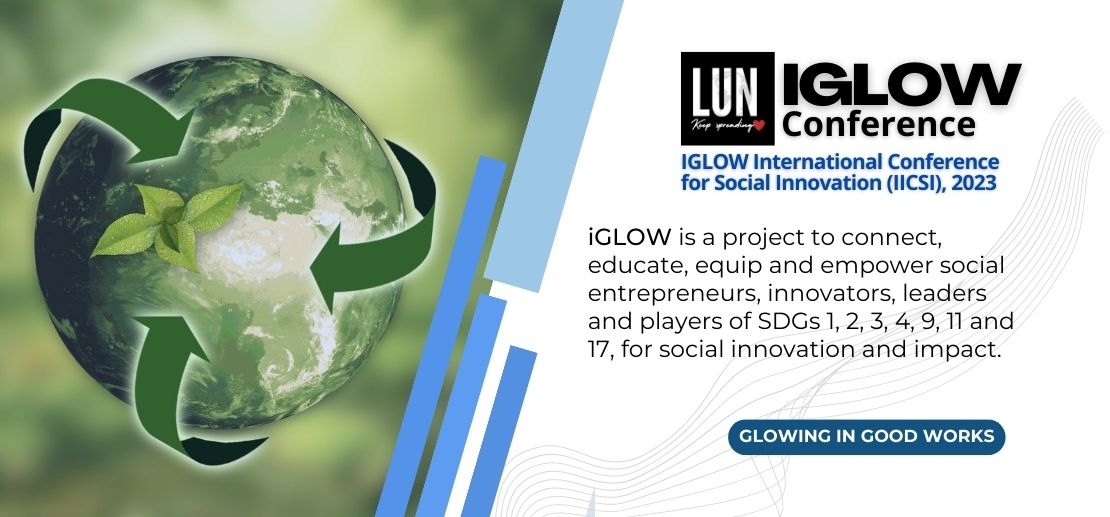 LUN
Keep spreading
IGLOW
Conference
IGLOW International Conference
for Social Innovation (IICSI), 2023
iGLOW is a project to connect,
educate, equip and empower social
entrepreneurs, innovators, leaders
and players of SDGs 1, 2, 3, 4, 9, 11 and
17, for social innovation and impact.
GLOWING IN GOOD WORKS